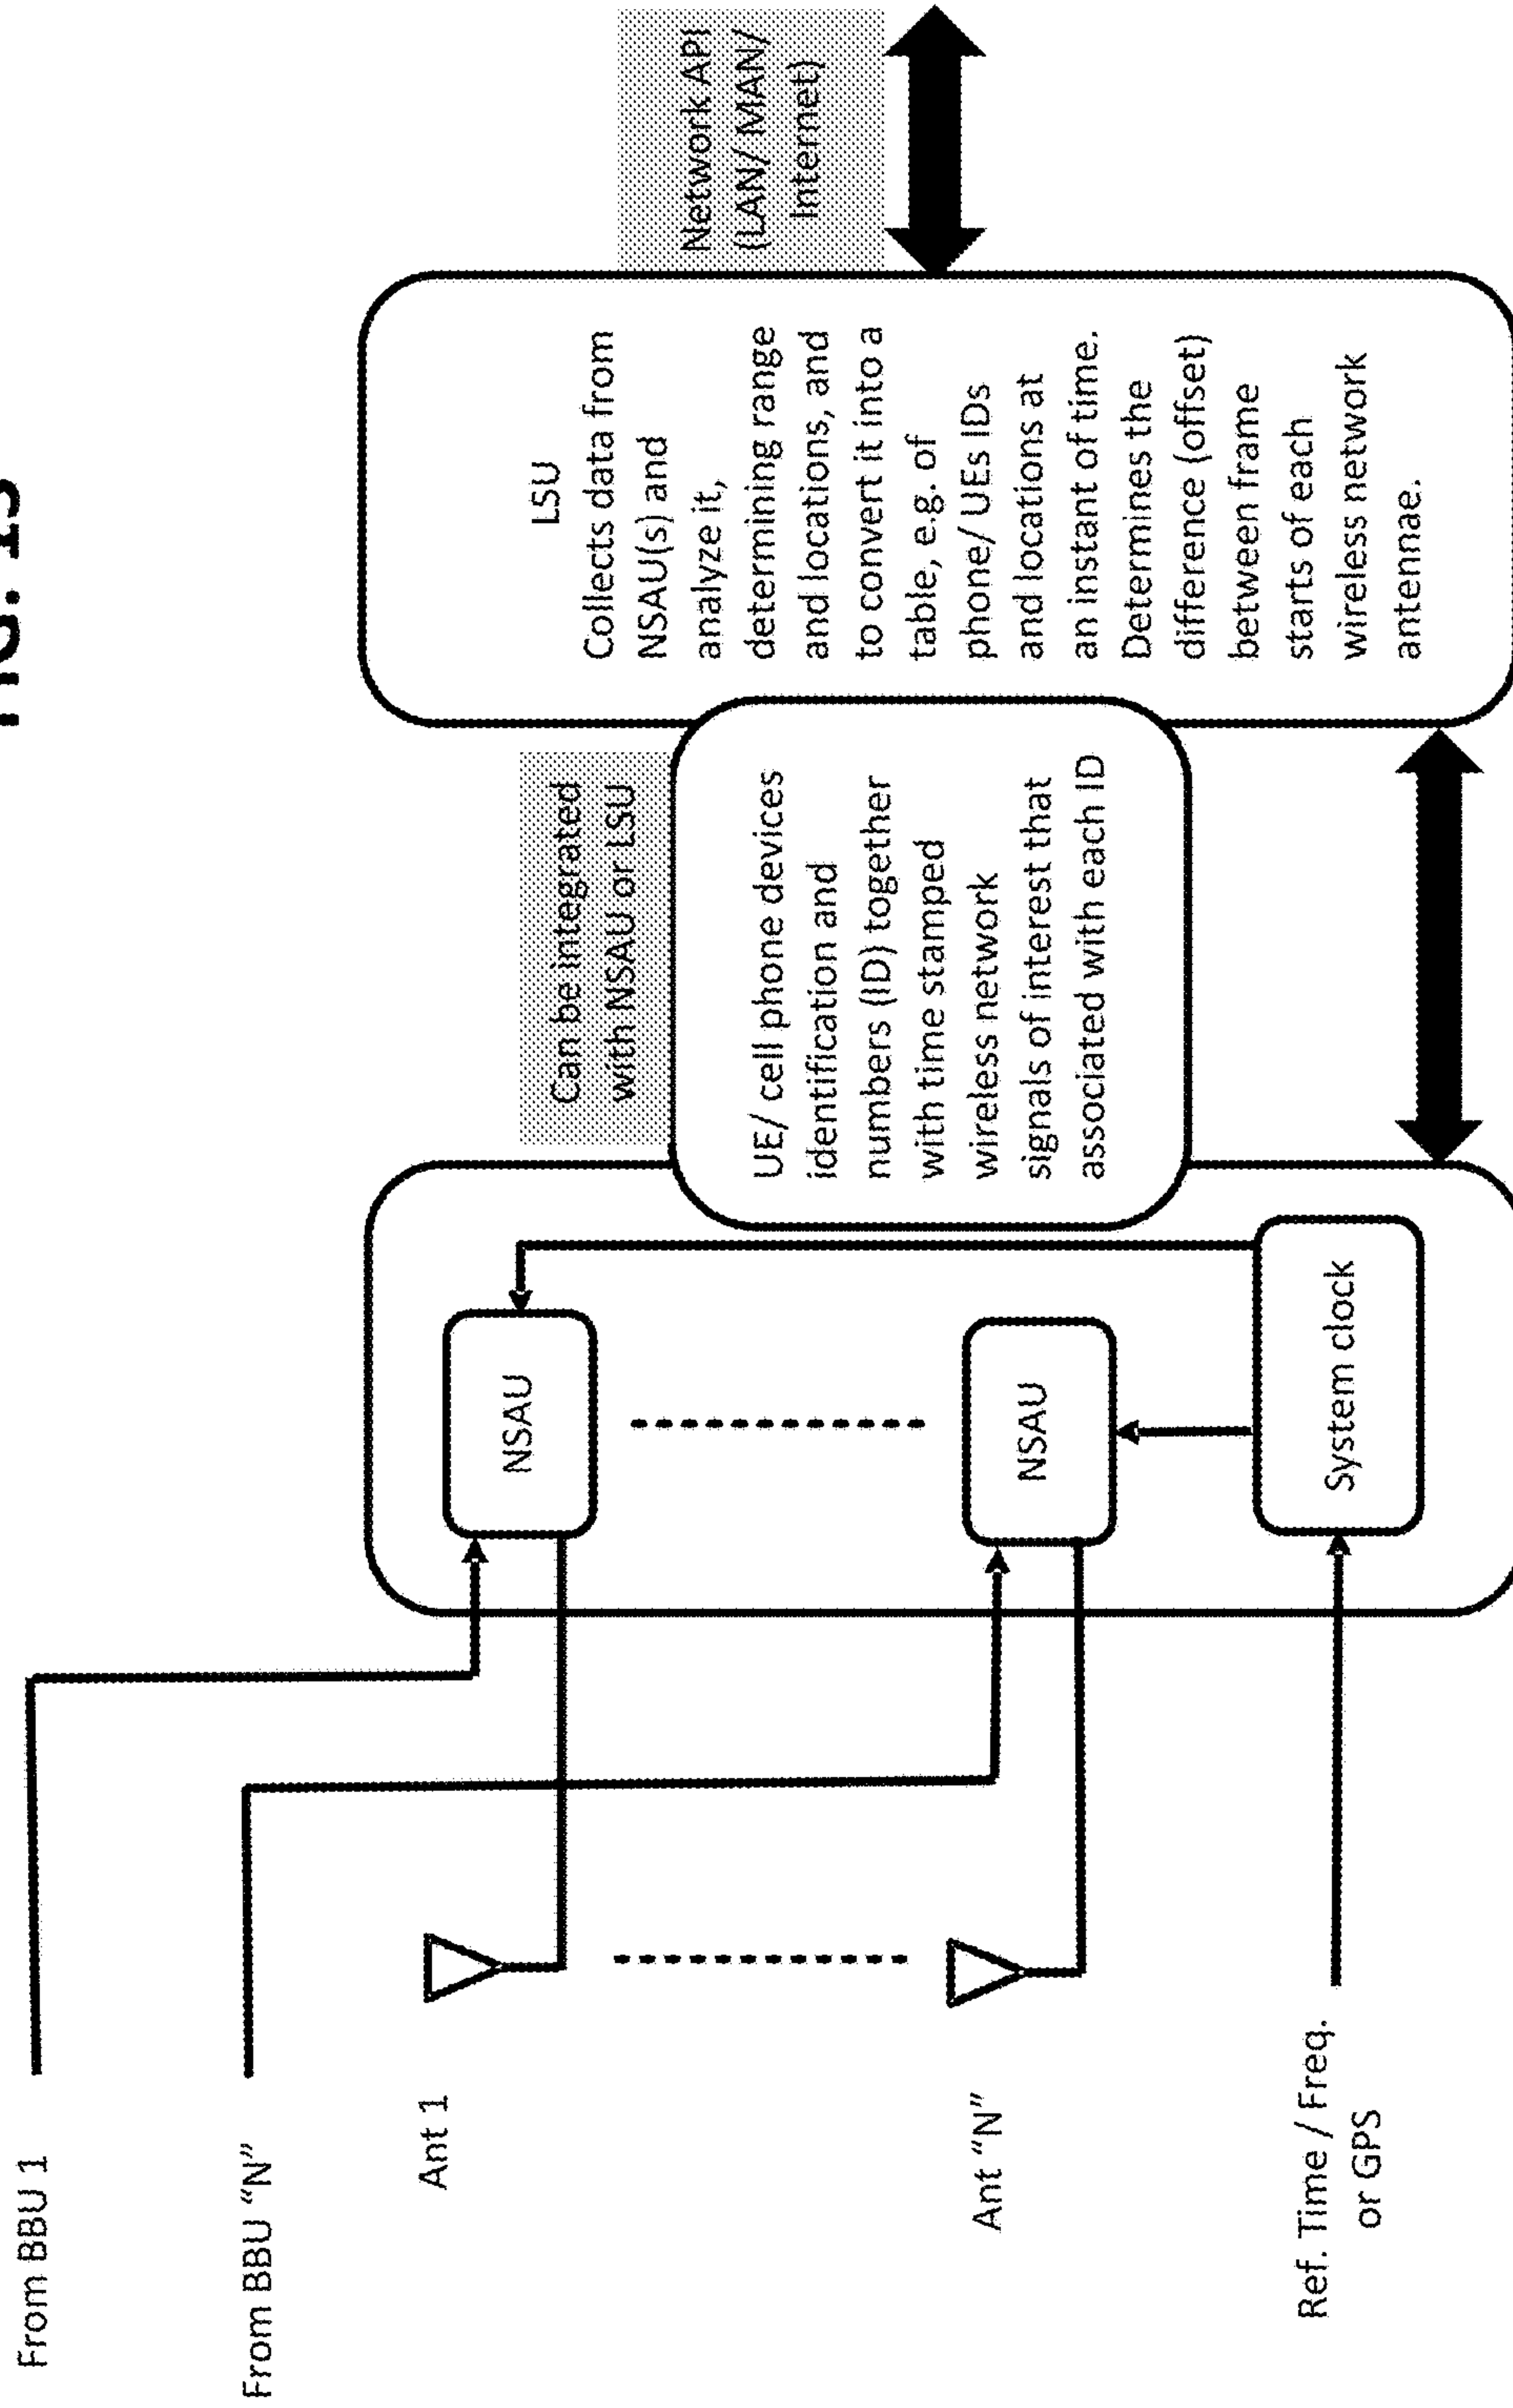 From BBU 1
From BBU “N”
Ant 1
Ant “N”
Ref. Time / Freq.
or GPS
NSAU
NSAU
System clock
Can be integrated
with NSAU or LSU
UE/ cell phone devices
identification and
numbers (ID) together
with time stamped
wireless network
signals of interest that
associated with each ID
LSU
Collects data from
NSAU(s) and
analyze it,
determining range
and locations, and
to convert it into a
table, e.g. of
phone/ UEs IDs
and locations at
an instant of time.
Determines the
difference (offset)
between frame
starts of each
wireless network
antennae.
Network API
(LAN/ MAN/
Internet)